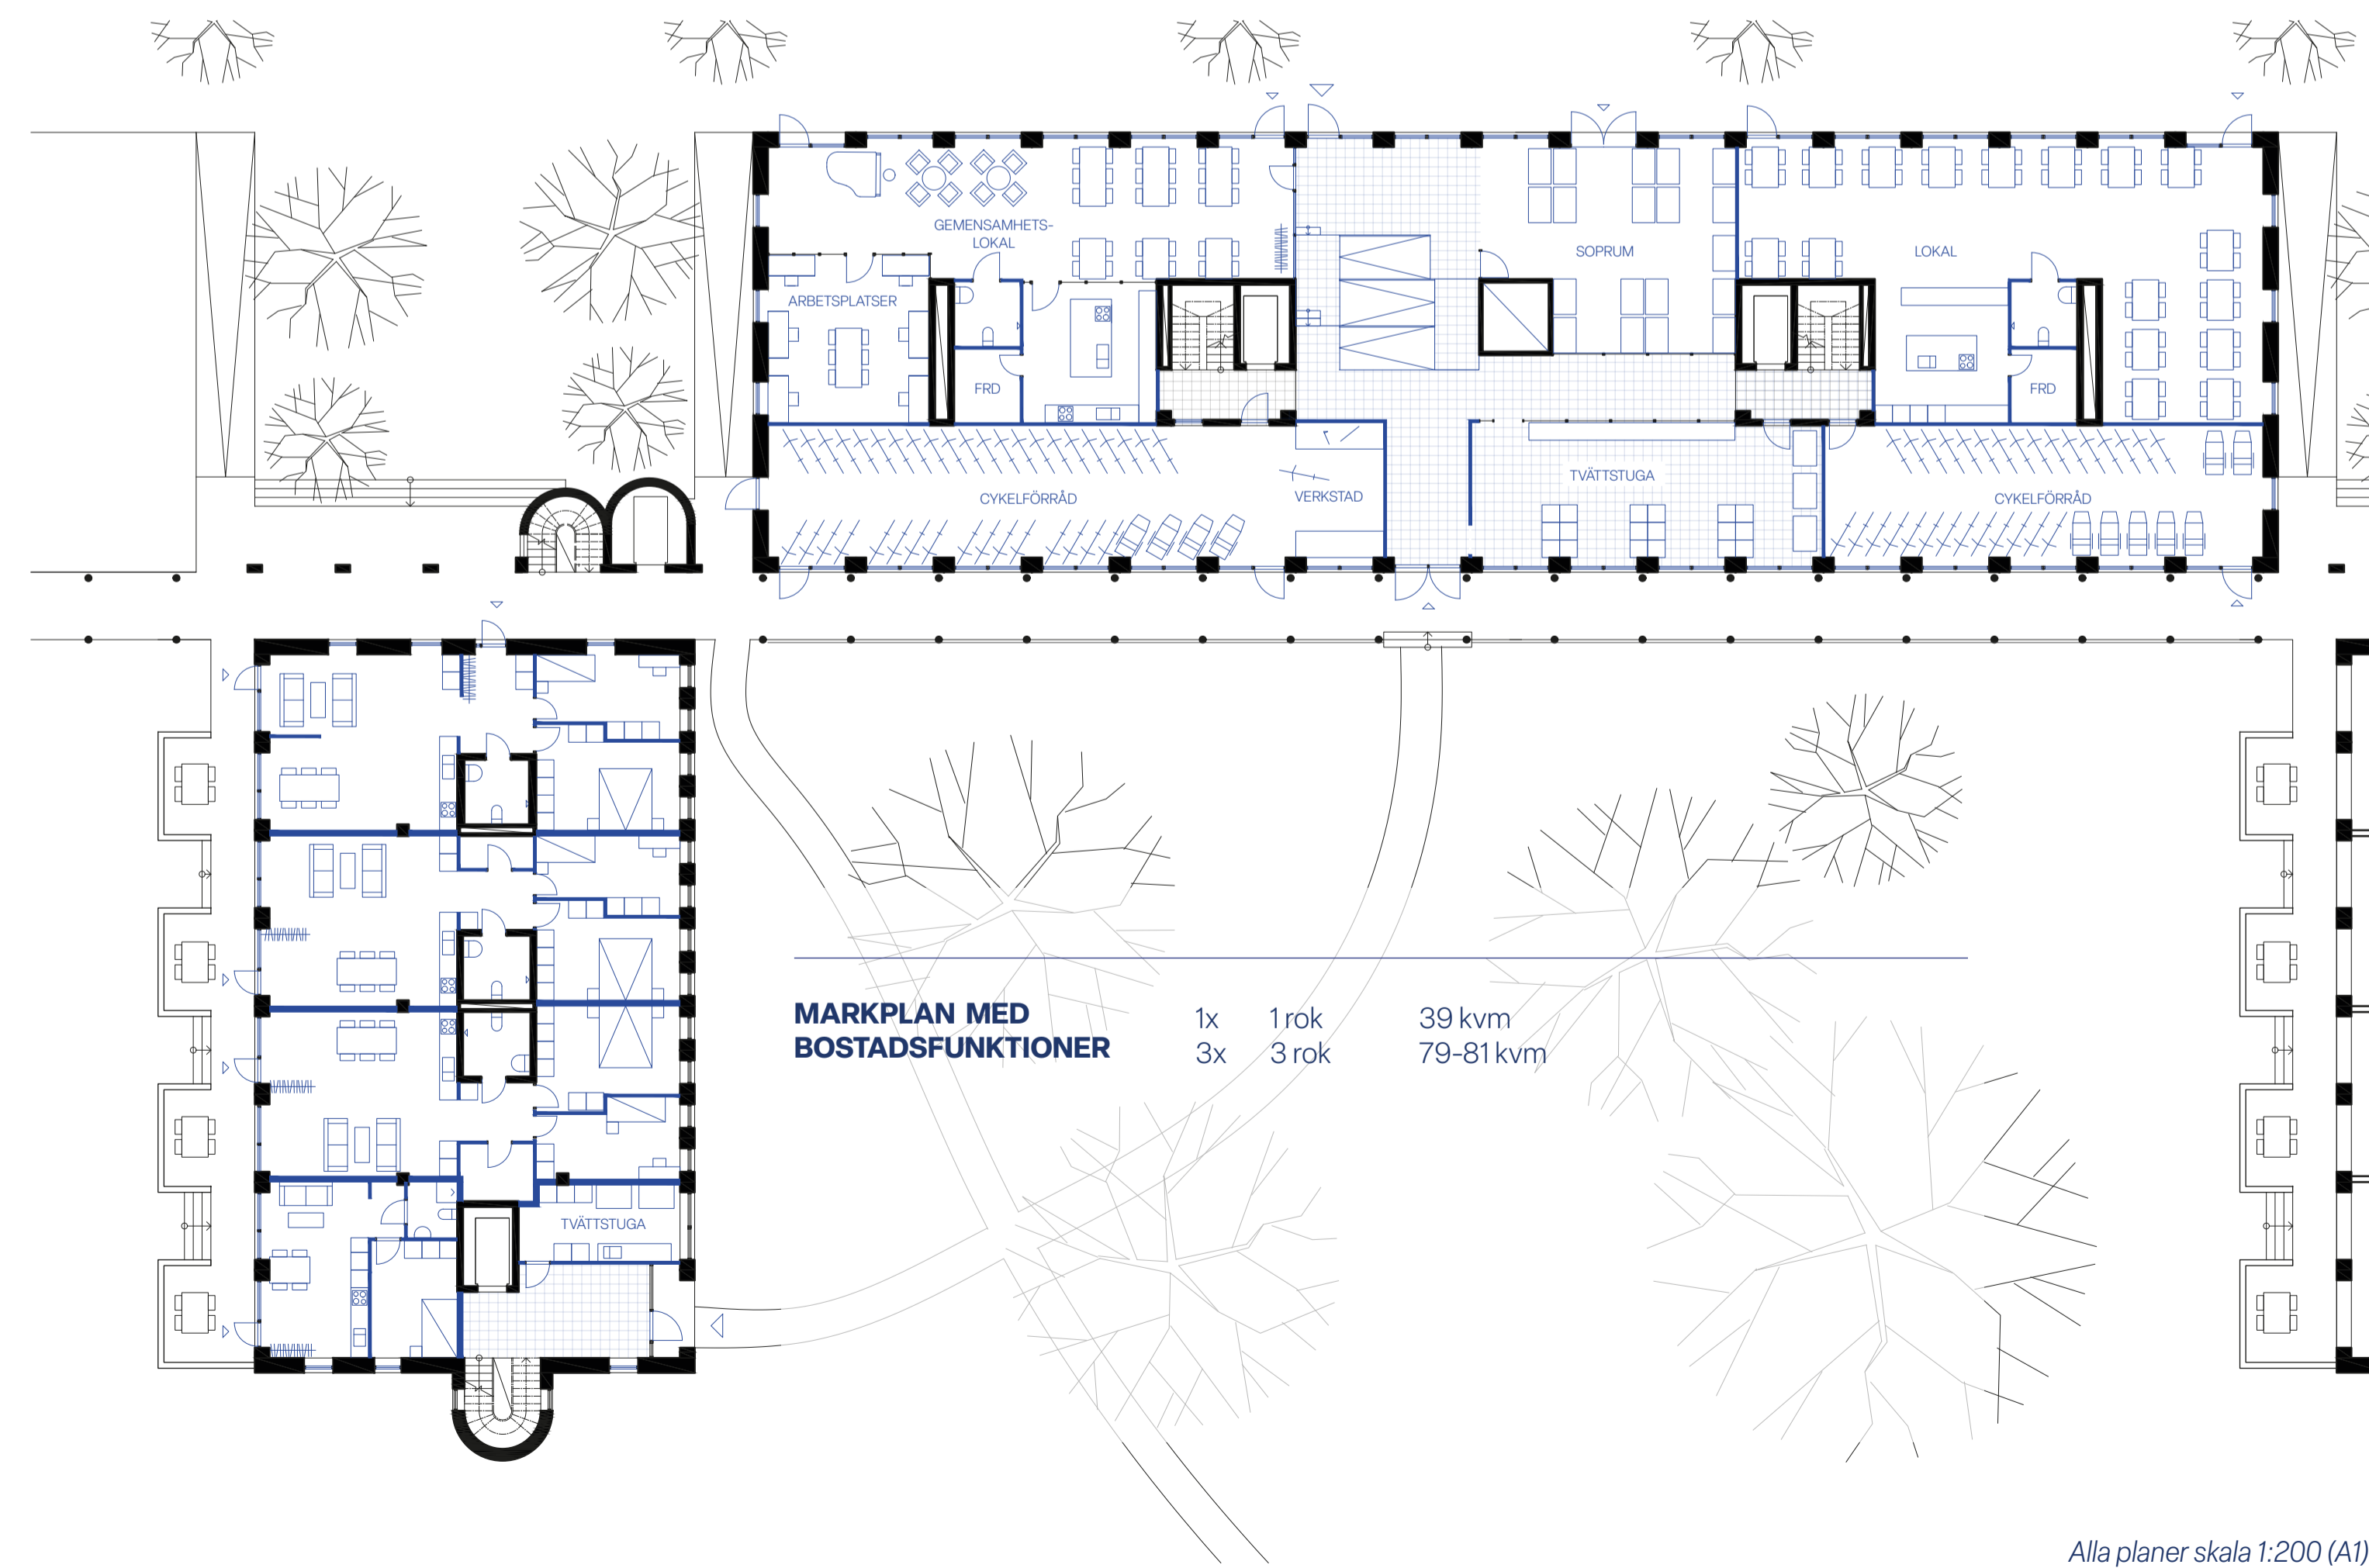 GEMENSAMHETS-
LOKAL
SOPRUM
LOKAL
ARBETSPLATSER
FRD
FRD
TVÄTTSTUGA
CYKELFÖRRÅD
VERKSTAD
CYKELFÖRRÅD
MARKPLAN MED
BOSTADSFUNKTIONER
1x 1 rok 39 kvm
3x 3 rok 79-81 kvm
TVÄTTSTUGA
Alla planer skala 1:200 (A1)